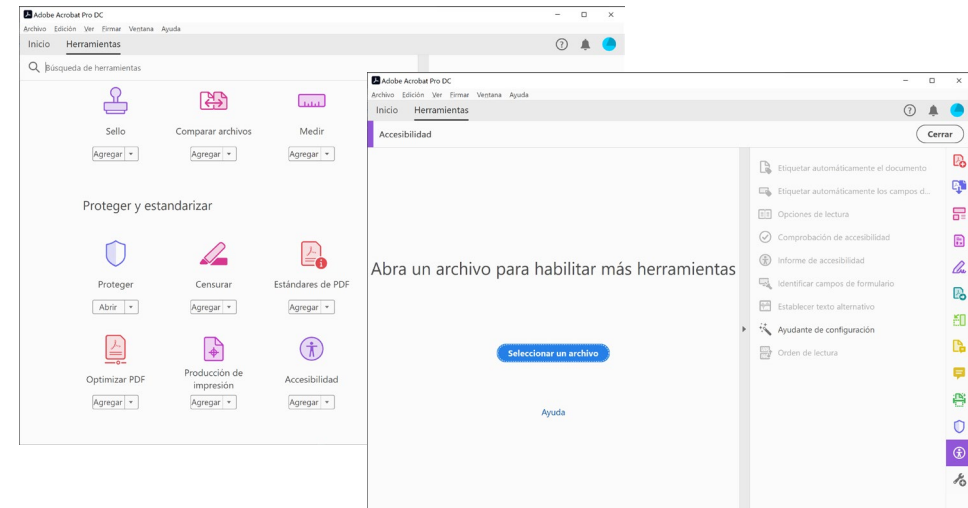 Adobe Acrobat Pro DC
Archivo Edición Ver Firmar Ventana Ayuda
Inicio Herramientas
Búsqueda de herramientas
Sello Comparar archivos Medir
Agregar Agregar Agregar
Proteger y estandarizar
Proteger Censurar Estándares de PDF
Abrir Agregar Agregar
Optimizar PDF Producción de impresión Accesibilidad
Agregar Agregar Agregar
Adobe Acrobat Pro DC
Archivo Edición Ver Firmar Ventana Ayuda
Inicio Herramientas
Accesibilidad Cerrar
Abra un archivo para habilitar más herramientas
Seleccionar un archivo
Ayuda
Etiquetar automáticamente el documento
Etiquetar automáticamente los campos d...
Opciones de lectura
Comprobación de accesibilidad
Informe de accesibilidad
Identificar campos de formulario
Establecer texto alternativo
Ayudante de configuración
Orden de lectura